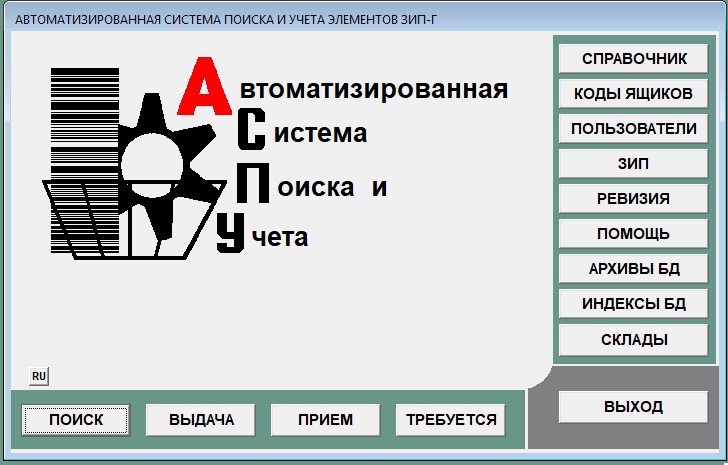 АВТОМАТИЗИРОВАННАЯ СИСТЕМА ПОИСКА И УЧЕТА ЭЛЕМЕНТОВ ЗИП-Г
Автоматизированная
Система
Поиска и
Учета
СПРАВОЧНИК
КОДЫ ЯЩИКОВ
ПОЛЬЗОВАТЕЛИ
ЗИП
РЕВИЗИЯ
ПОМОЩЬ
АРХИВЫ БД
ИНДЕКСЫ БД
СКЛАДЫ
RU
ПОИСК
ВЫДАЧА
ПРИЕМ
ТРЕБУЕТСЯ
ВЫХОД